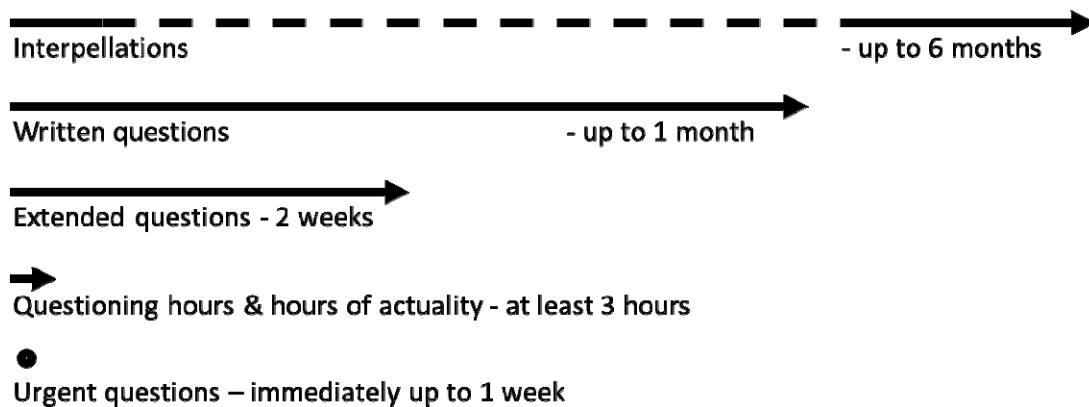 Interpellations - up to 6 months
Written questions - up to 1 month
Extended questions - 2 weeks
Questioning hours & hours of actuality - at least 3 hours
Urgent questions – immediately up to 1 week